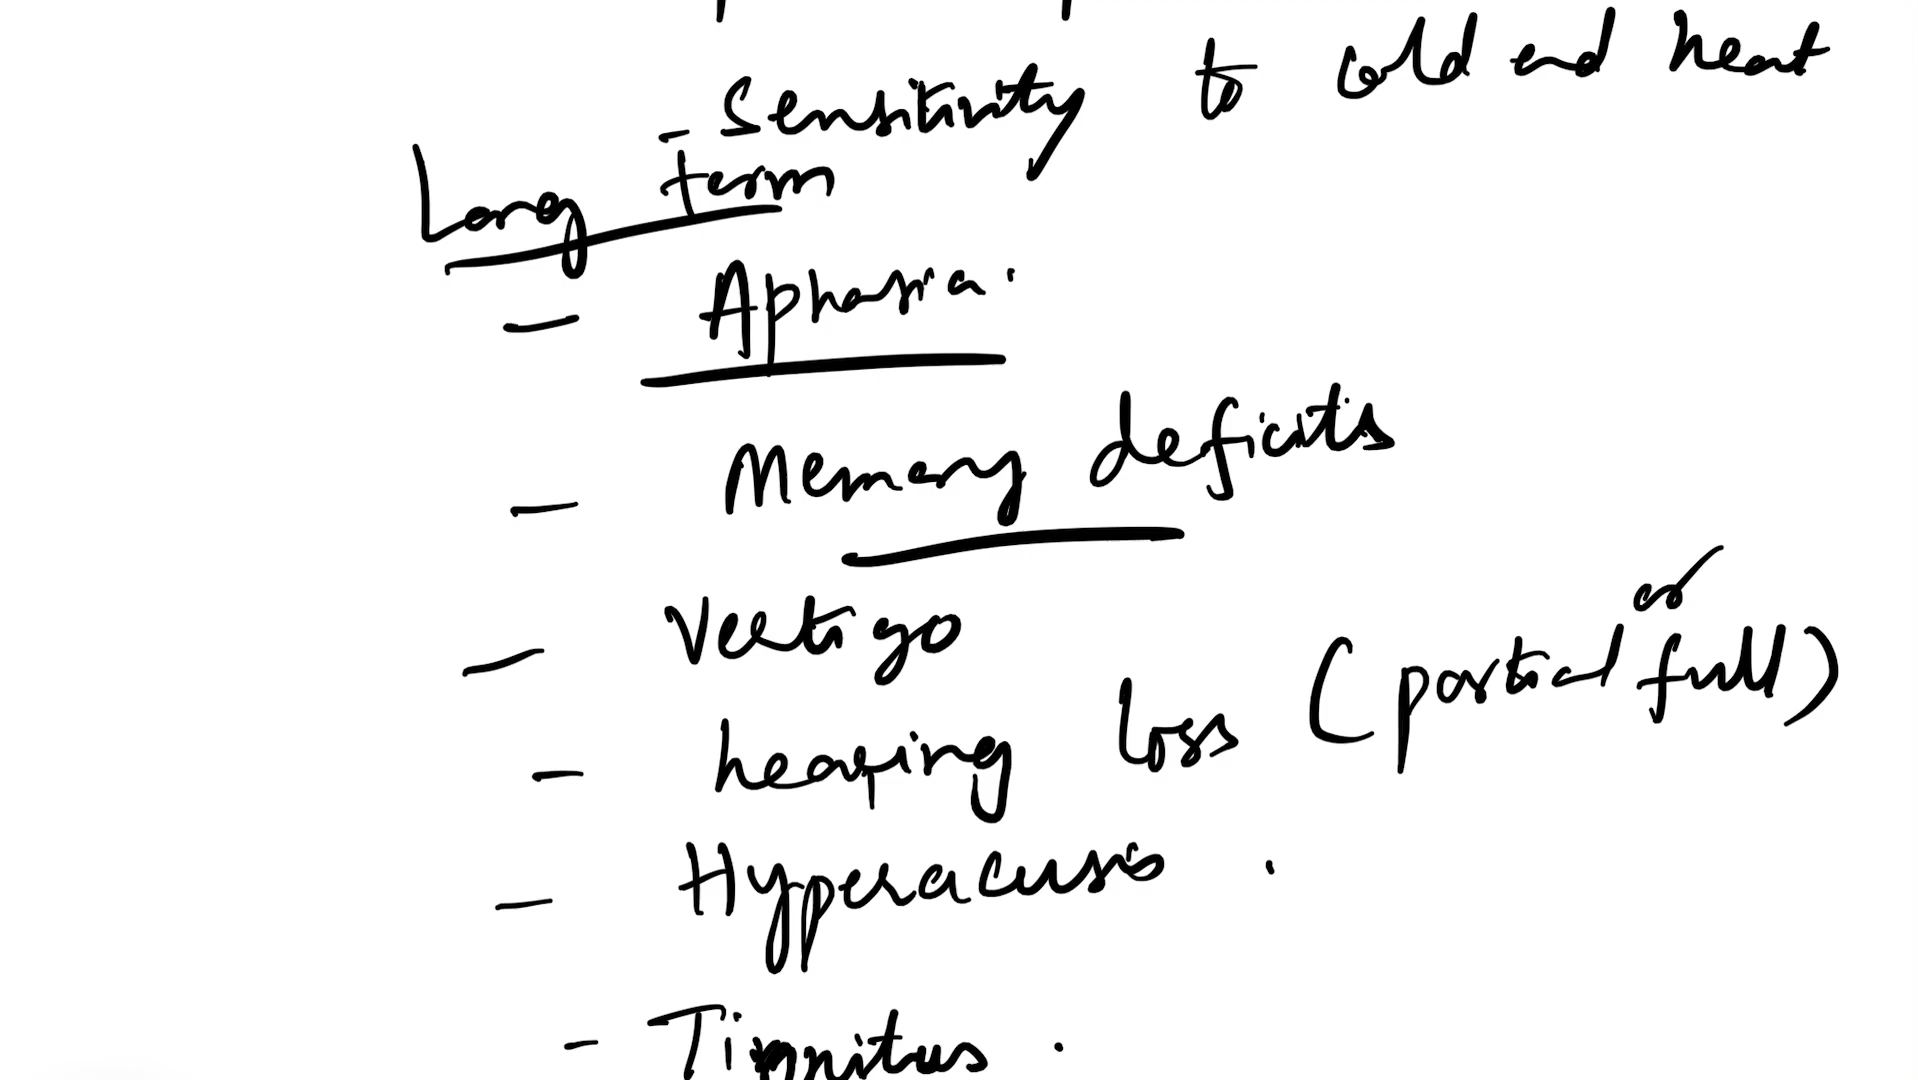 - Sensitivity to cold and heat
Long term
- Aphasia.
- Memory deficits
- Vertigo
- hearing loss (partial or full)
- Hyperacusis.
- Tinnitus.